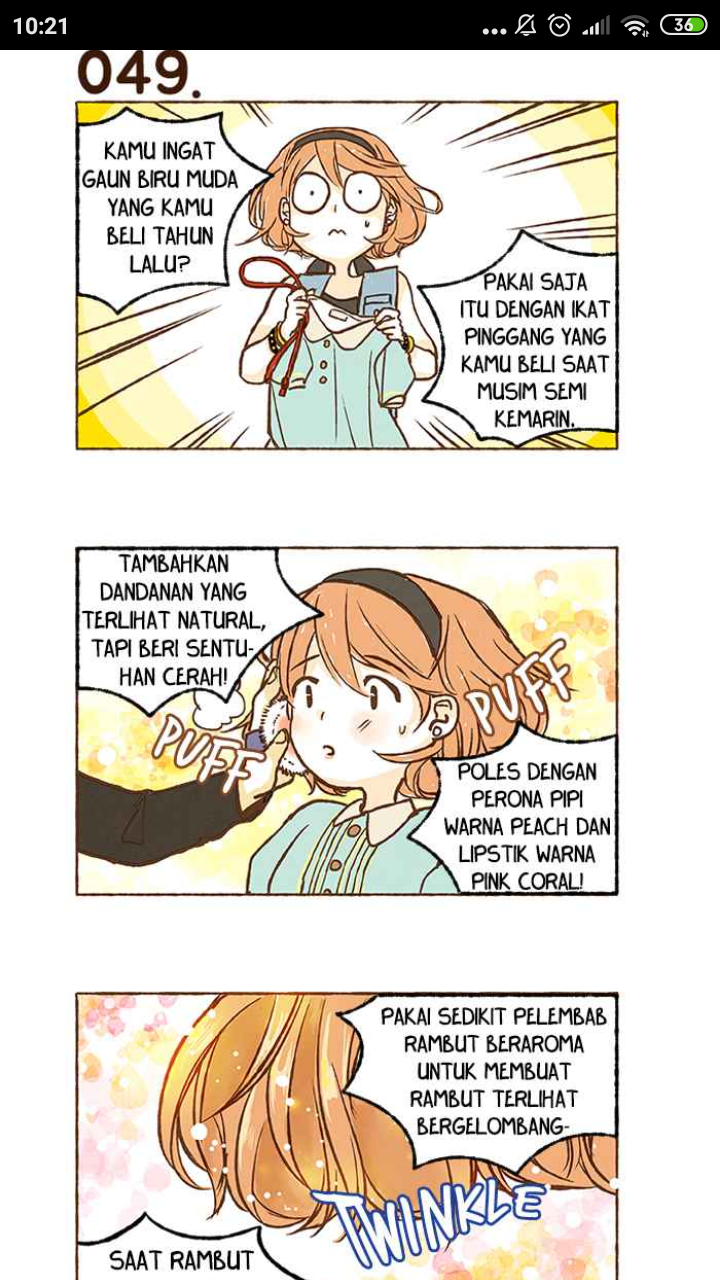 10:21
36
049.
KAMU INGAT
GAUN BIRU MUDA
YANG KAMU
BELI TAHUN
LALU?
PAKAI SAJA
ITU DENGAN IKAT
PINGGANG YANG
KAMU BELI SAAT
MUSIM SEMI
KEMARIN.
TAMBAHKAN
DANDANAN YANG
TERLIHAT NATURAL,
TAPI BERI SENTU-
HAN CERAH!
PUFF
PUFF
POLES DENGAN
PERONA PIPI
WARNA PEACH DAN
LIPSTIK WARNA
PINK CORAL!
PAKAI SEDIKIT PELEMBAB
RAMBUT BERAROMA
UNTUK MEMBUAT
RAMBUT TERLIHAT
BERGELOMBANG-
TWINKLE
SAAT RAMBUT